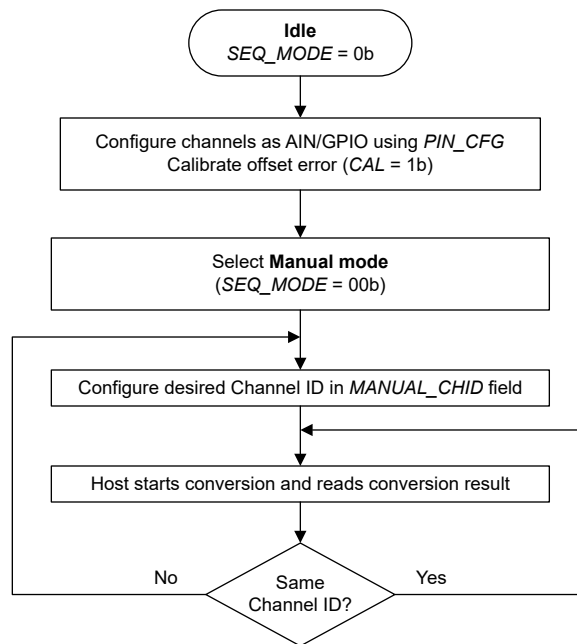 Idle
SEQ_MODE = 0b
Configure channels as AIN/GPIO using PIN_CFG
Calibrate offset error (CAL = 1b)
Select Manual mode
(SEQ_MODE = 00b)
Configure desired Channel ID in MANUAL_CHID field
Host starts conversion and reads conversion result
No
Same
Channel ID?
Yes